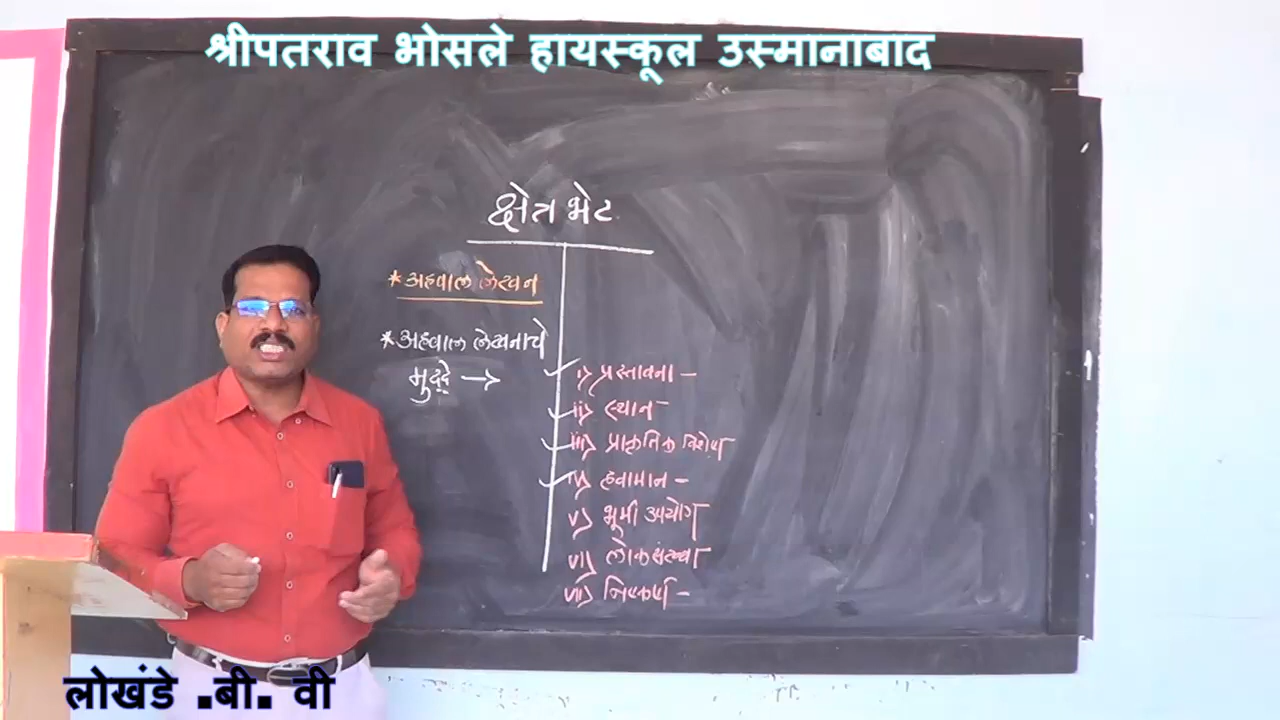 श्रीपतराव भोसले हायस्कूल उस्मानाबाद
क्षेत्र भेट
* अहवाल लेखन
* अहवाल लेखनाचे
मुद्दे →
i) प्रस्तावना -
ii) स्थान -
iii) प्राकृतिक विशेष
iv) हवामान -
v) भूमी उपयोग
vi) लोकसंख्या
vii) निष्कर्ष -
लोखंडे .बी. वी